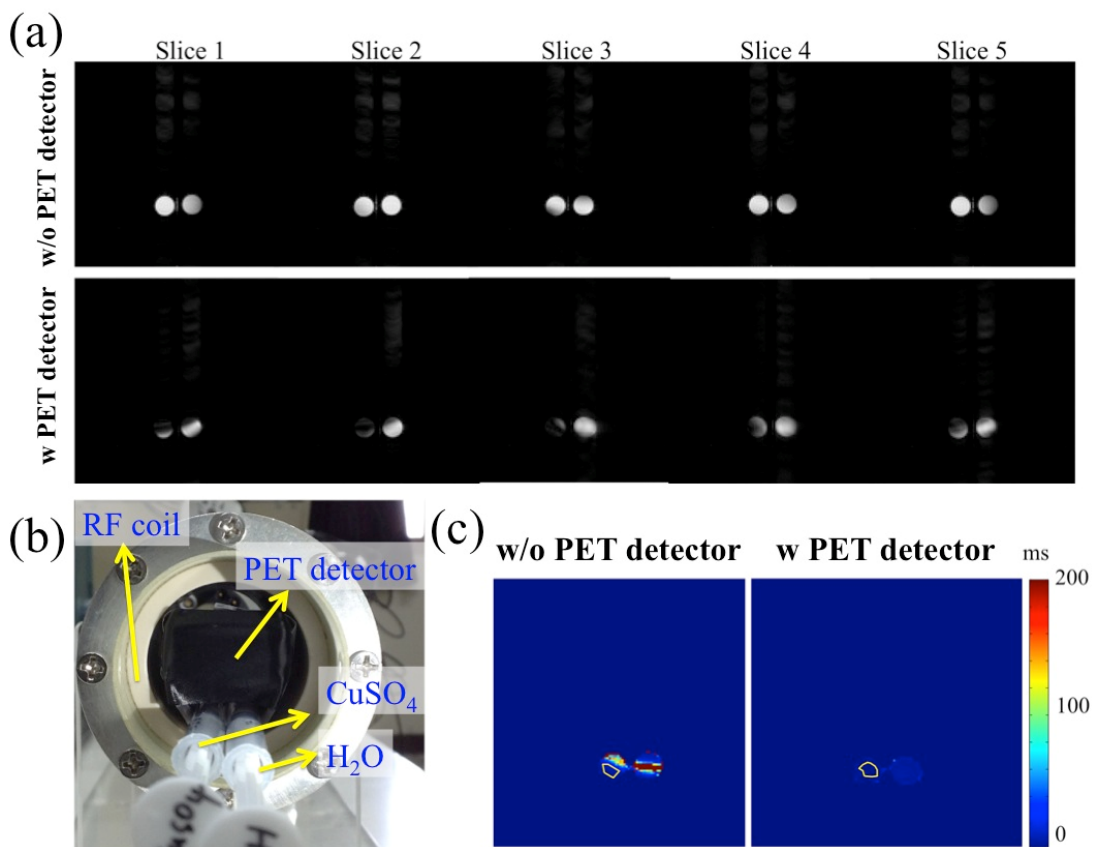 (a)
Slice 1 Slice 2 Slice 3 Slice 4 Slice 5
w/o PET detector
w PET detector
(b)
RF coil
PET detector
CuSO₄
H₂O
(c)
w/o PET detector w PET detector
ms
200
100
0